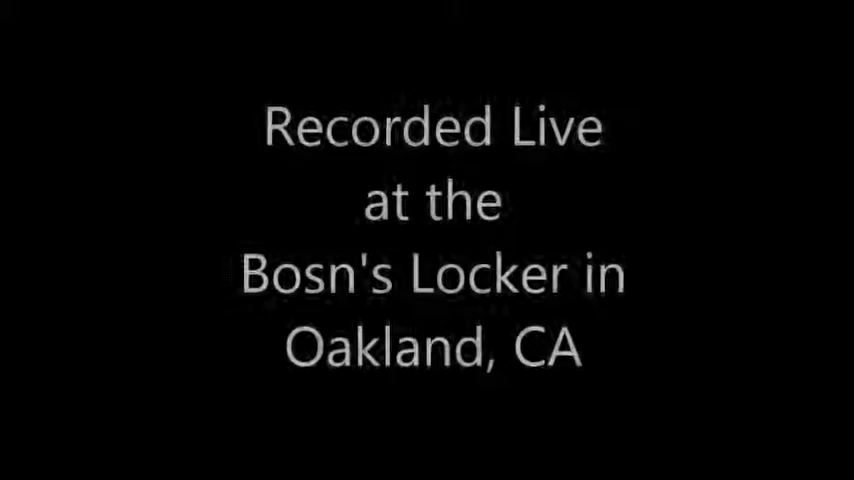 Recorded Live
at the
Bosn's Locker in
Oakland, CA